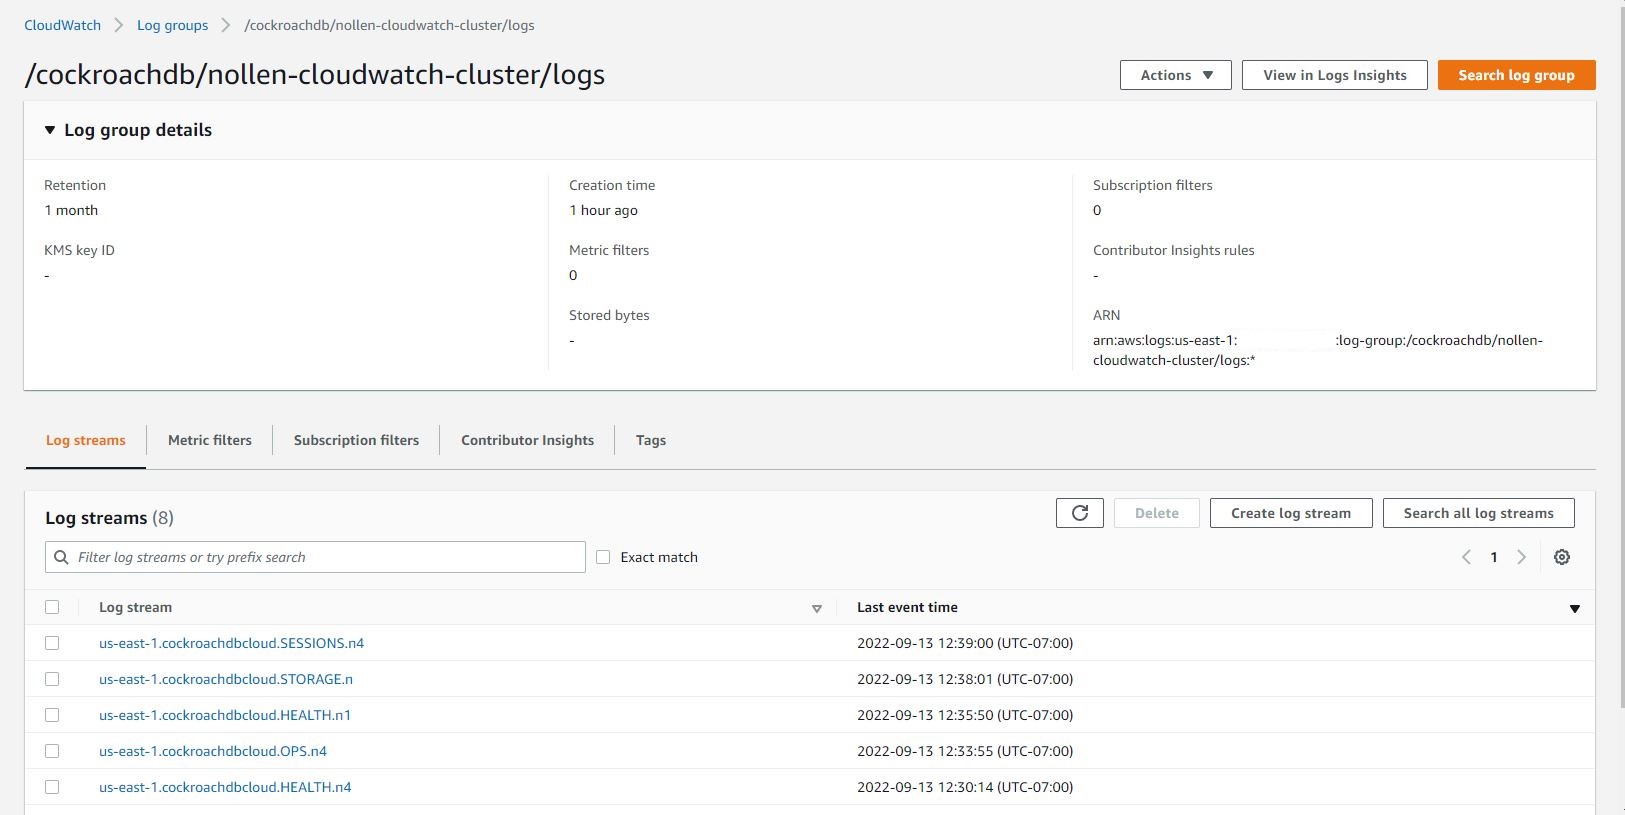 CloudWatch > Log groups > /cockroachdb/nollen-cloudwatch-cluster/logs
/cockroachdb/nollen-cloudwatch-cluster/logs
Actions ▼ View in Logs Insights Search log group
▼ Log group details
Retention Creation time Subscription filters
1 month 1 hour ago 0
KMS key ID Metric filters Contributor Insights rules
- 0 -
Stored bytes ARN
- arn:aws:logs:us-east-1: :log-group:/cockroachdb/nollen-
cloudwatch-cluster/logs:*
Log streams Metric filters Subscription filters Contributor Insights Tags
Log streams (8) Delete Create log stream Search all log streams
Filter log streams or try prefix search Exact match < 1 >
Log stream Last event time
us-east-1.cockroachdbcloud.SESSIONS.n4 2022-09-13 12:39:00 (UTC-07:00)
us-east-1.cockroachdbcloud.STORAGE.n 2022-09-13 12:38:01 (UTC-07:00)
us-east-1.cockroachdbcloud.HEALTH.n1 2022-09-13 12:35:50 (UTC-07:00)
us-east-1.cockroachdbcloud.OPS.n4 2022-09-13 12:33:55 (UTC-07:00)
us-east-1.cockroachdbcloud.HEALTH.n4 2022-09-13 12:30:14 (UTC-07:00)